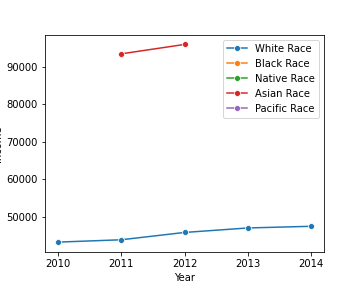 White Race
Black Race
Native Race
Asian Race
Pacific Race
90000
80000
70000
60000
50000
2010 2011 2012 2013 2014
Year